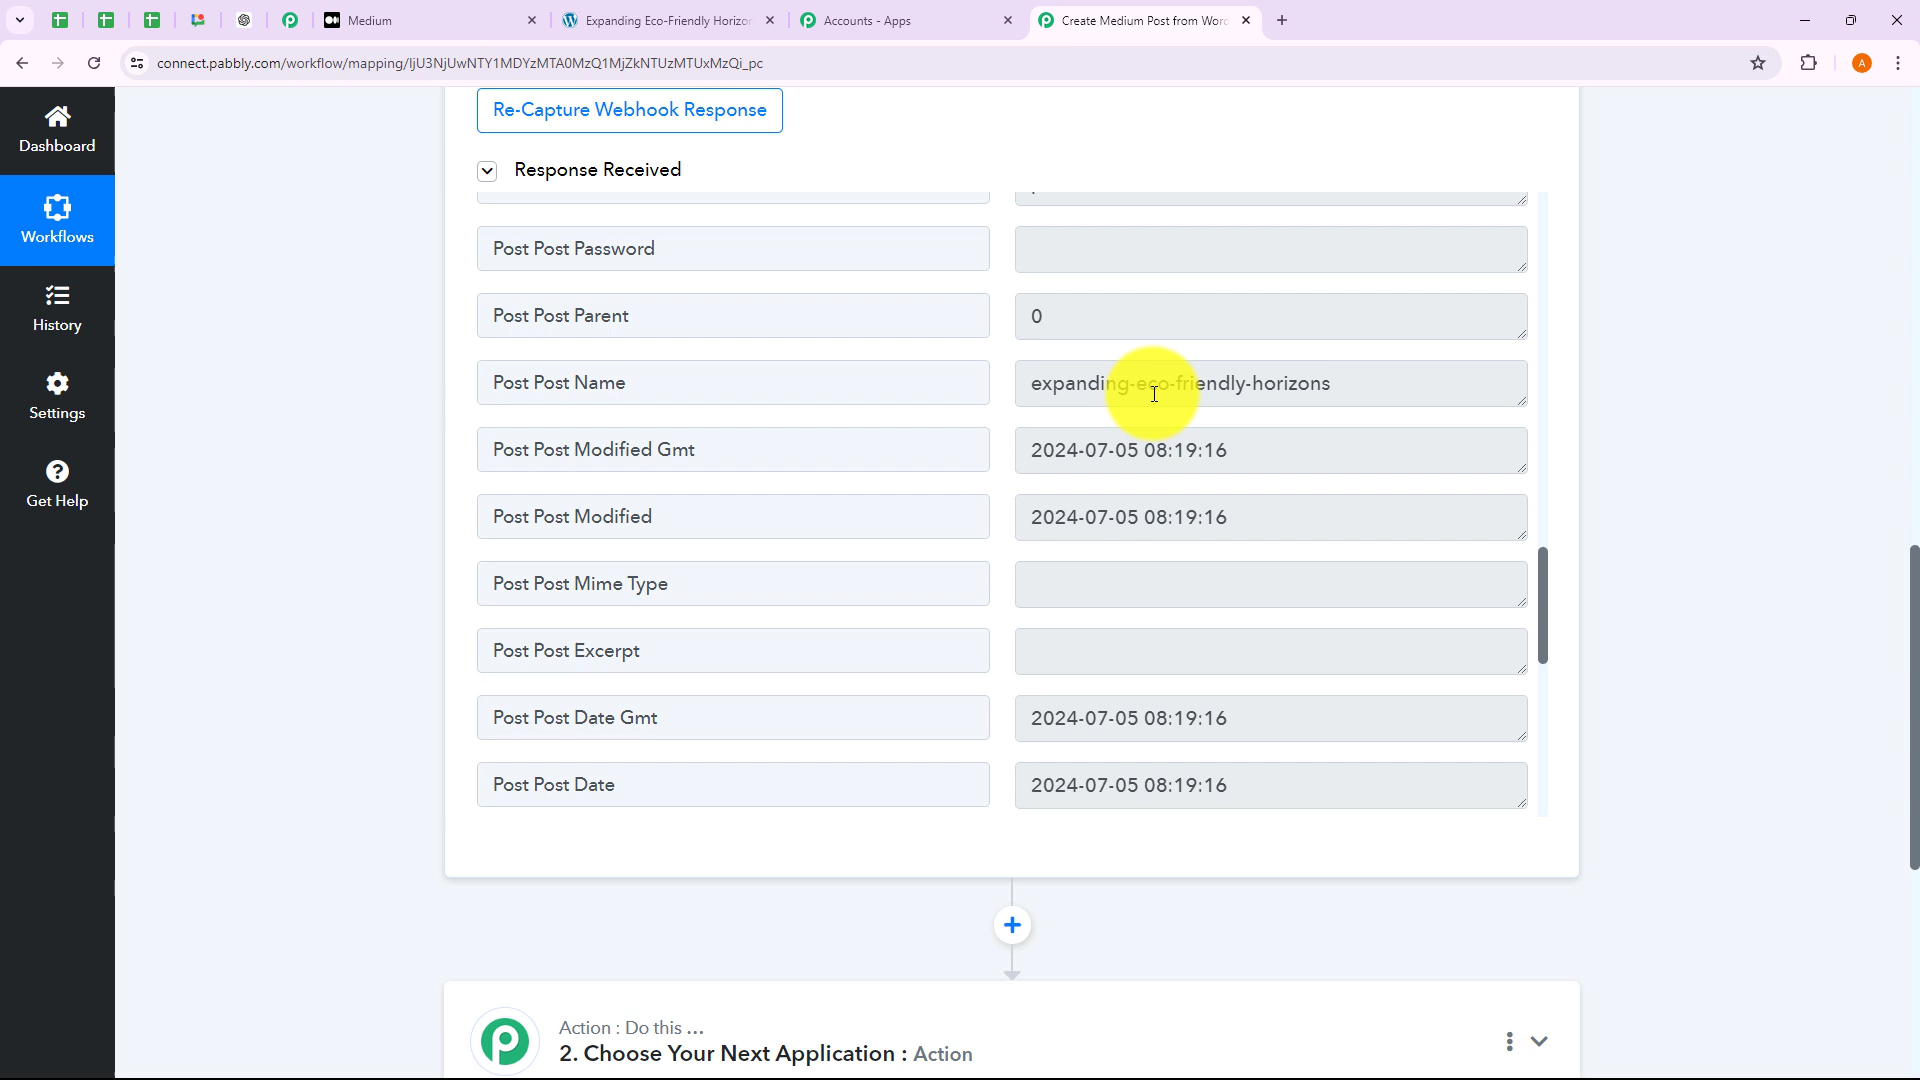 Medium
Expanding Eco-Friendly Horizor
Accounts - Apps
Create Medium Post from Wor
connect.pabbly.com/workflow/mapping/IjU3NjUwNTY1MDYzMTA0MzQ1MjZkNTUzMTUxMzQi_pc
A
Dashboard
Workflows
History
Settings
Get Help
Re-Capture Webhook Response
Response Received
Post Post Password
Post Post Parent
0
Post Post Name
expanding-eco-friendly-horizons
Post Post Modified Gmt
2024-07-05 08:19:16
Post Post Modified
2024-07-05 08:19:16
Post Post Mime Type
Post Post Excerpt
Post Post Date Gmt
2024-07-05 08:19:16
Post Post Date
2024-07-05 08:19:16
Action : Do this ...
2. Choose Your Next Application : Action